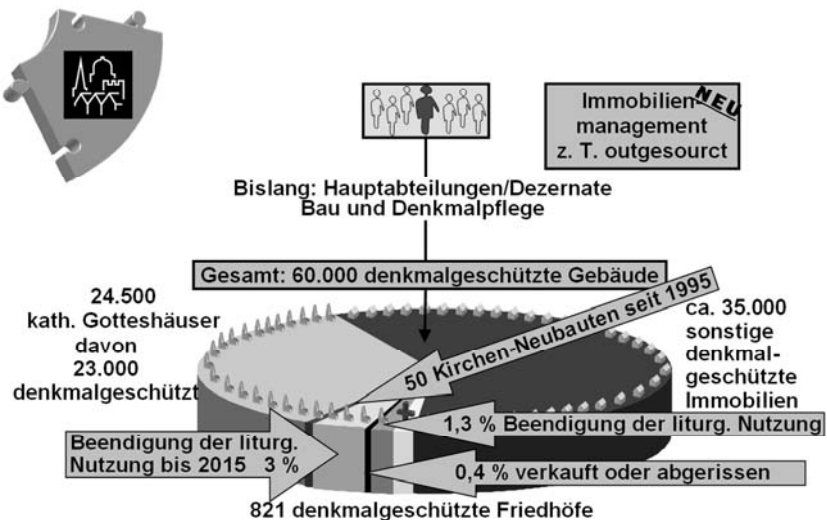 Immobilien-
NEU
management
z. T. outgesourct
Bislang: Hauptabteilungen/Dezernate
Bau und Denkmalpflege
Gesamt: 60.000 denkmalgeschützte Gebäude
24.500
kath. Gotteshäuser
davon
23.000
denkmalgeschützt
50 Kirchen-Neubauten seit 1995
ca. 35.000
sonstige
denkmal-
geschützte
Immobilien
1,3 % Beendigung der liturg. Nutzung
Beendigung der liturg.
Nutzung bis 2015 3 %
0,4 % verkauft oder abgerissen
821 denkmalgeschützte Friedhöfe